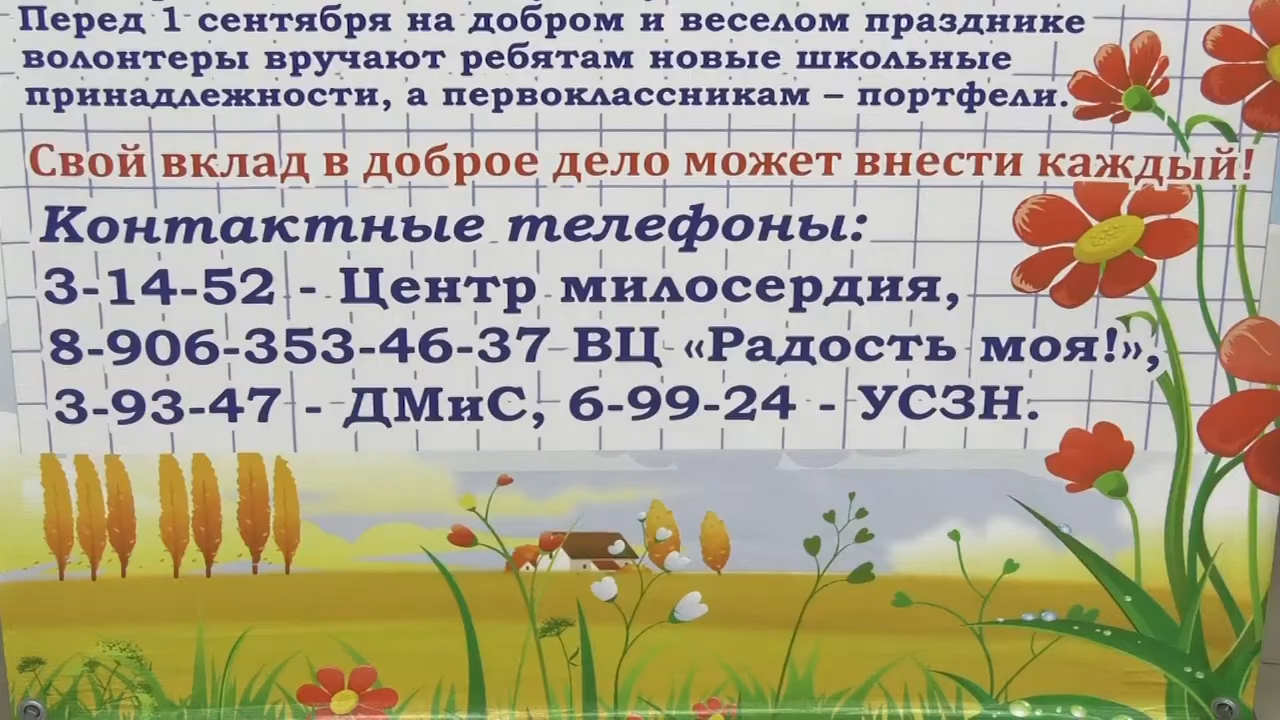 Перед 1 сентября на добром и веселом празднике
волонтеры вручают ребятам новые школьные
принадлежности, а первоклассникам – портфели.
Свой вклад в доброе дело может внести каждый!
Контактные телефоны:
3-14-52 - Центр милосердия,
8-906-353-46-37 ВЦ «Радость моя!»,
3-93-47 - ДМиС, 6-99-24 - УСЗН.